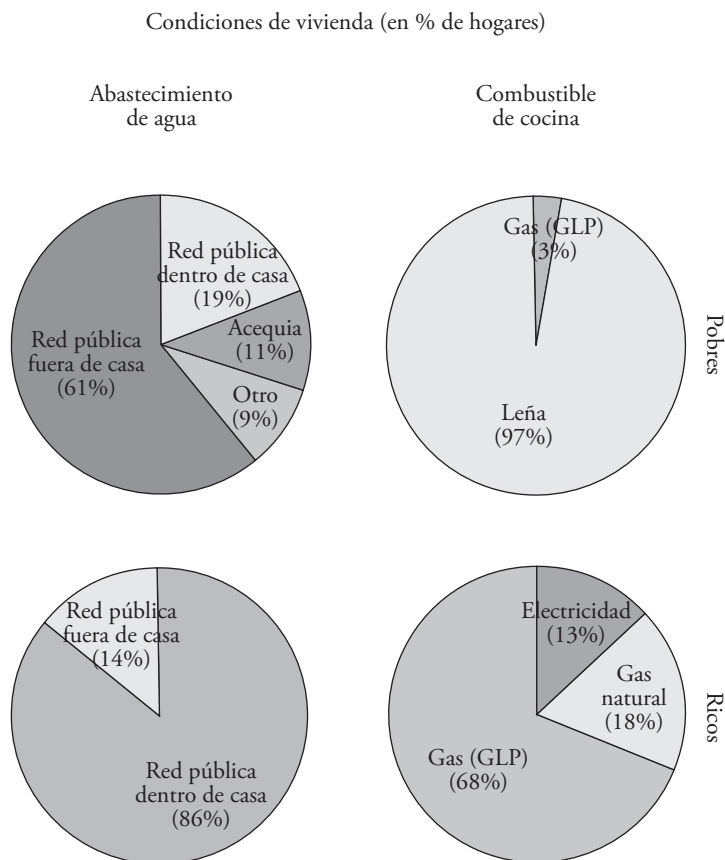 Condiciones de vivienda (en % de hogares)
Abastecimiento
de agua
Combustible
de cocina
Red pública
dentro de casa
(19%)
Acequia
(11%)
Otro
(9%)
Red pública
fuera de casa
(61%)
Gas (GLP)
(3%)
Leña
(97%)
Pobres
Red pública
fuera de casa
(14%)
Red pública
dentro de casa
(86%)
Electricidad
(13%)
Gas
natural
(18%)
Gas (GLP)
(68%)
Ricos